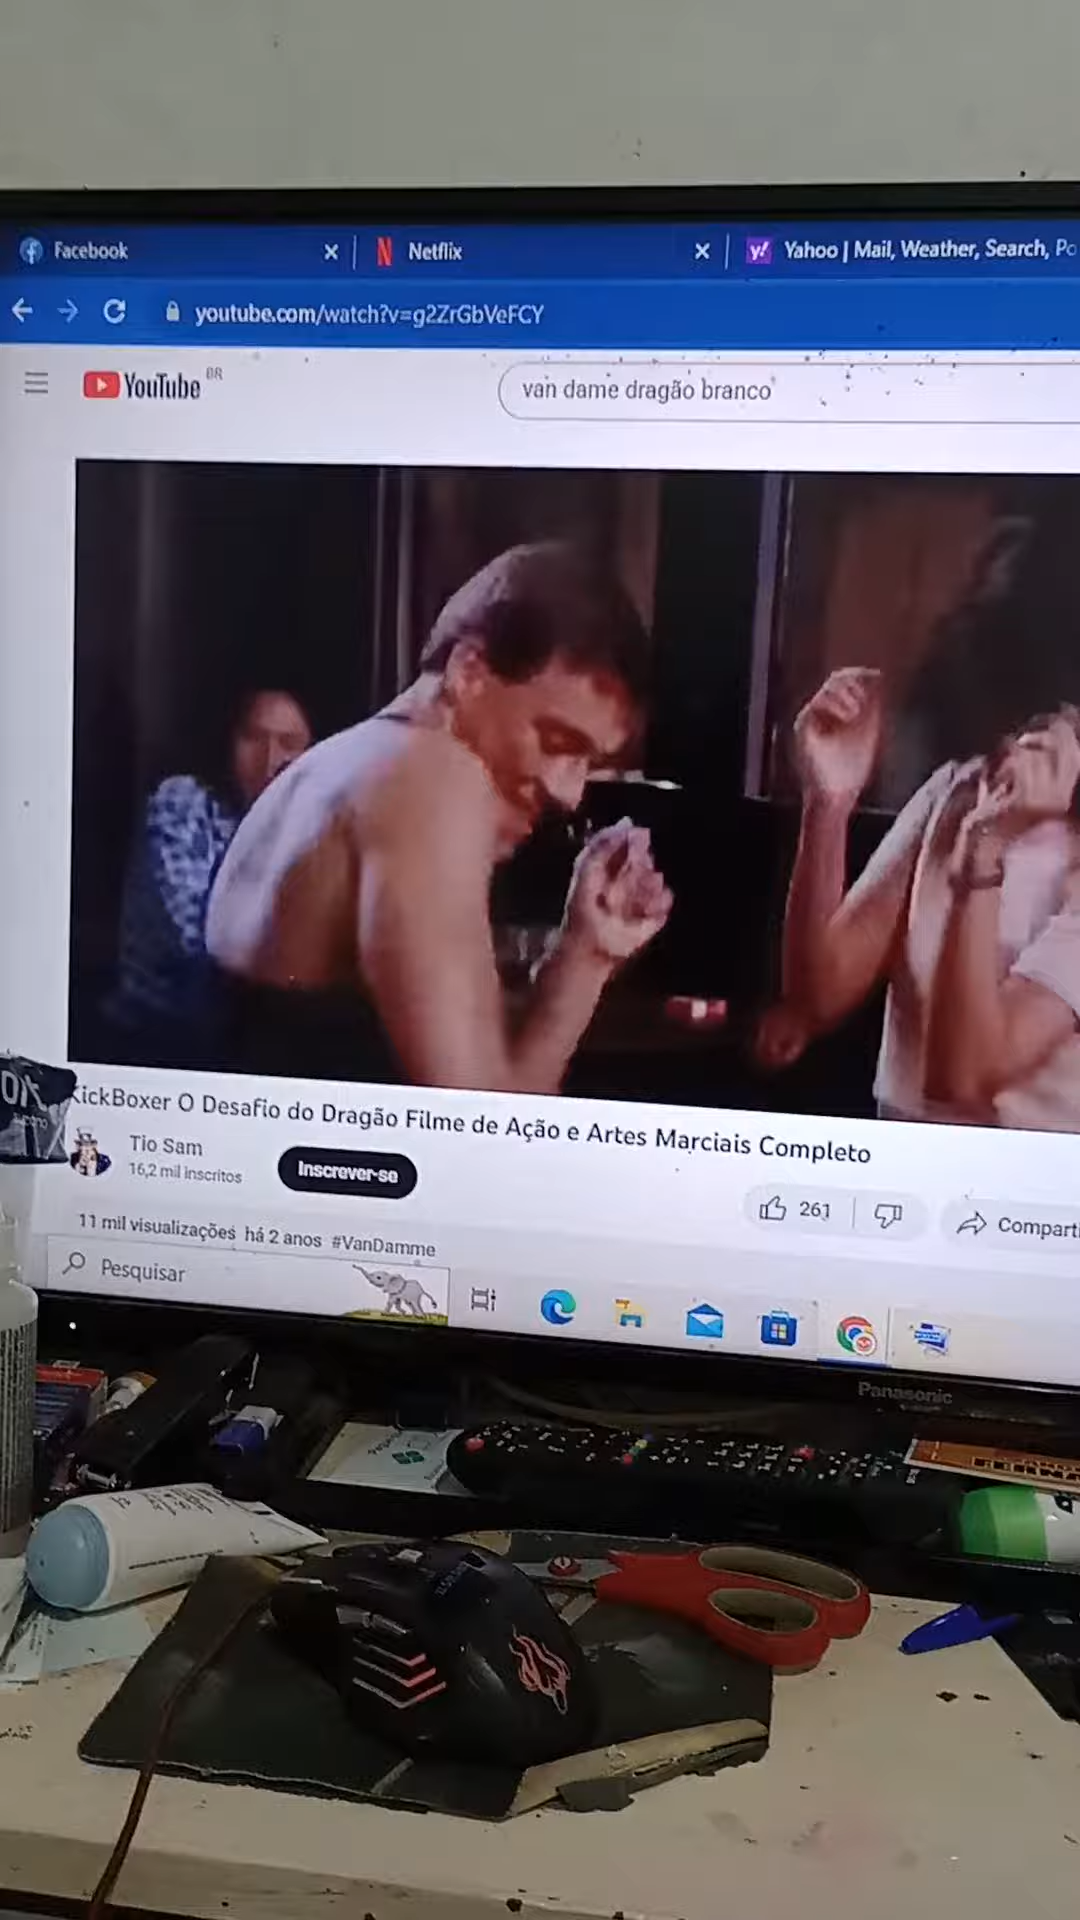 Facebook
Netflix
Yahoo | Mail, Weather, Search, Po
youtube.com/watch?v=g2ZrGbVeFCY
YouTube BR
van dame dragão branco
KickBoxer O Desafio do Dragão Filme de Ação e Artes Marciais Completo
Tio Sam
16,2 mil inscritos
Inscrever-se
261
Comparti
11 mil visualizações há 2 anos #VanDamme
Pesquisar
Panasonic